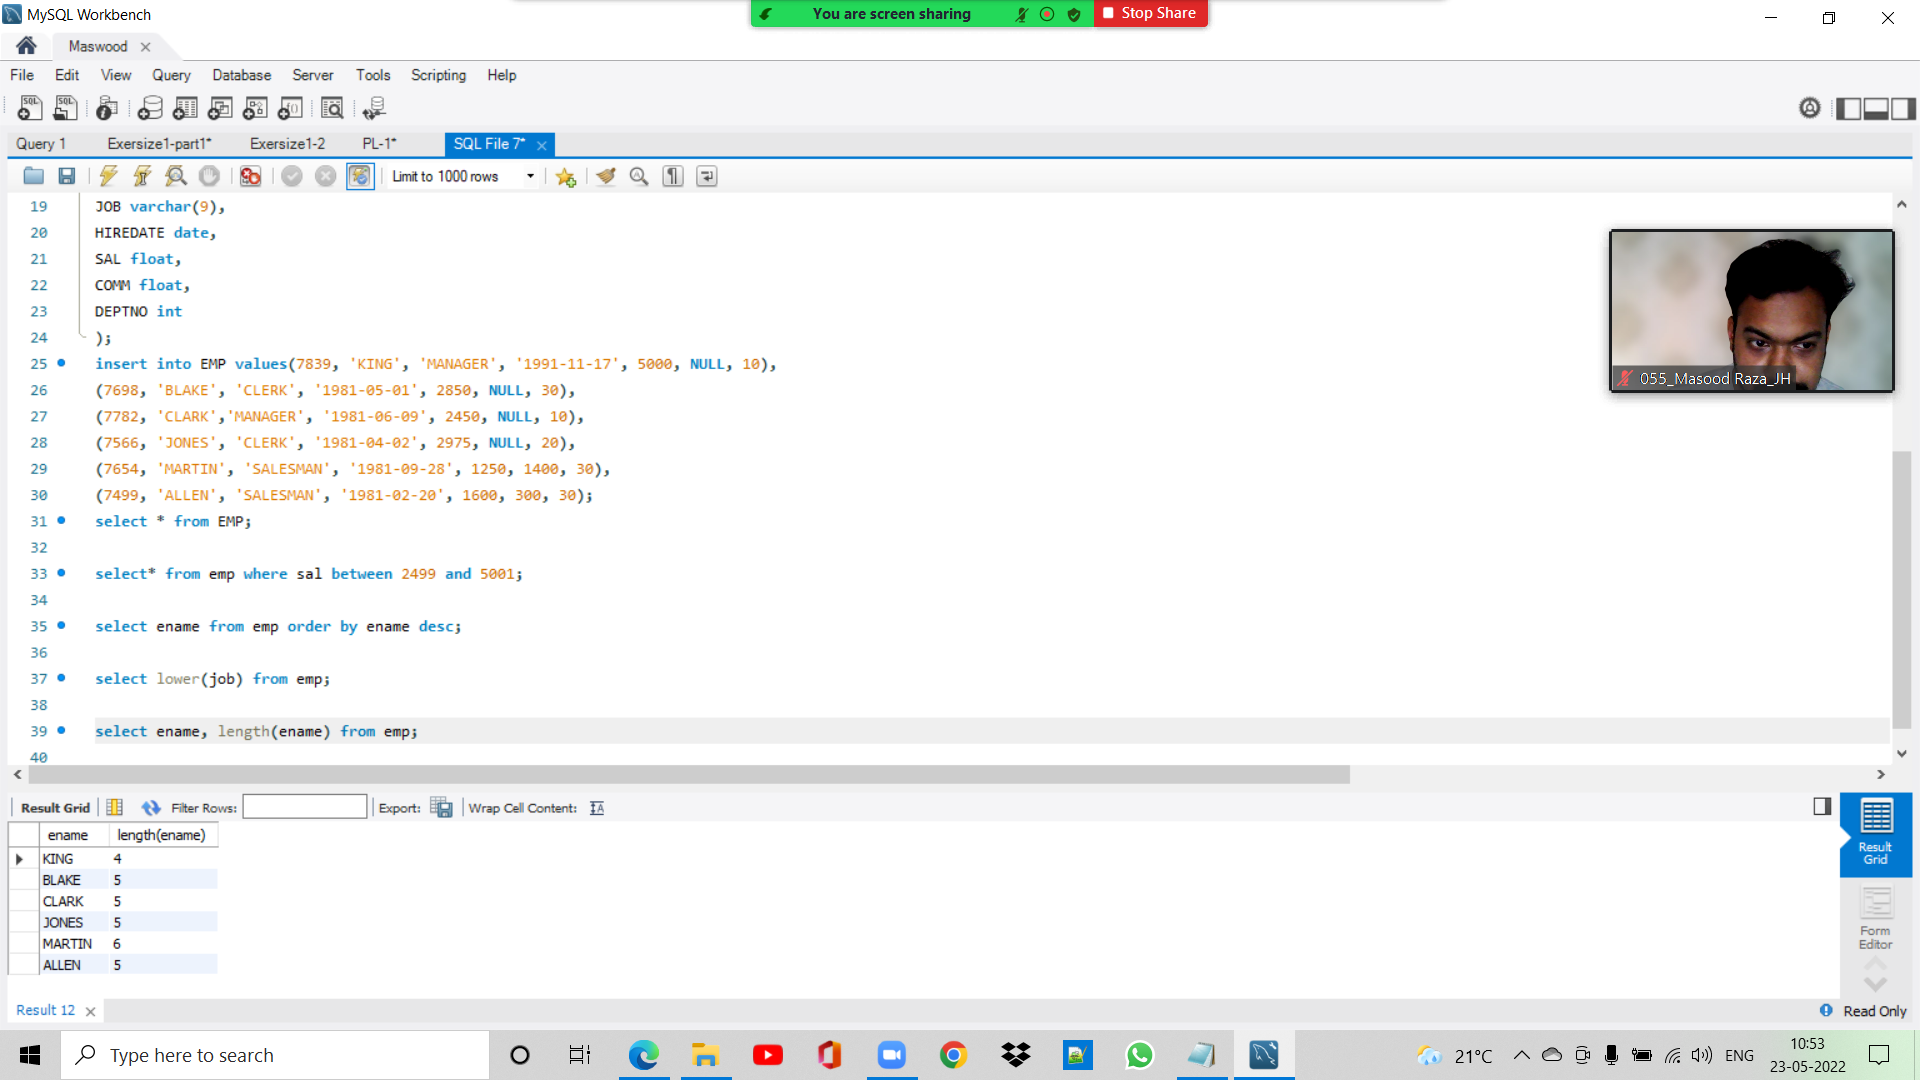 MySQL Workbench
You are screen sharing
Stop Share
Maswood
File Edit View Query Database Server Tools Scripting Help
Query 1 Exersize1-part1* Exersize1-2 PL-1* SQL File 7*
Limit to 1000 rows
19 JOB varchar(9),
20 HIREDATE date,
21 SAL float,
22 COMM float,
23 DEPTNO int
24 );
25 insert into EMP values(7839, 'KING', 'MANAGER', '1991-11-17', 5000, NULL, 10),
26 (7698, 'BLAKE', 'CLERK', '1981-05-01', 2850, NULL, 30),
27 (7782, 'CLARK','MANAGER', '1981-06-09', 2450, NULL, 10),
28 (7566, 'JONES', 'CLERK', '1981-04-02', 2975, NULL, 20),
29 (7654, 'MARTIN', 'SALESMAN', '1981-09-28', 1250, 1400, 30),
30 (7499, 'ALLEN', 'SALESMAN', '1981-02-20', 1600, 300, 30);
31 select * from EMP;
32
33 select* from emp where sal between 2499 and 5001;
34
35 select ename from emp order by ename desc;
36
37 select lower(job) from emp;
38
39 select ename, length(ename) from emp;
40
055_Masood Raza_JH
Result Grid Filter Rows: Export: Wrap Cell Content:
ename length(ename)
KING 4
BLAKE 5
CLARK 5
JONES 5
MARTIN 6
ALLEN 5
Result Grid
Form Editor
Result 12
Read Only
Type here to search
21°C
ENG
10:53
23-05-2022